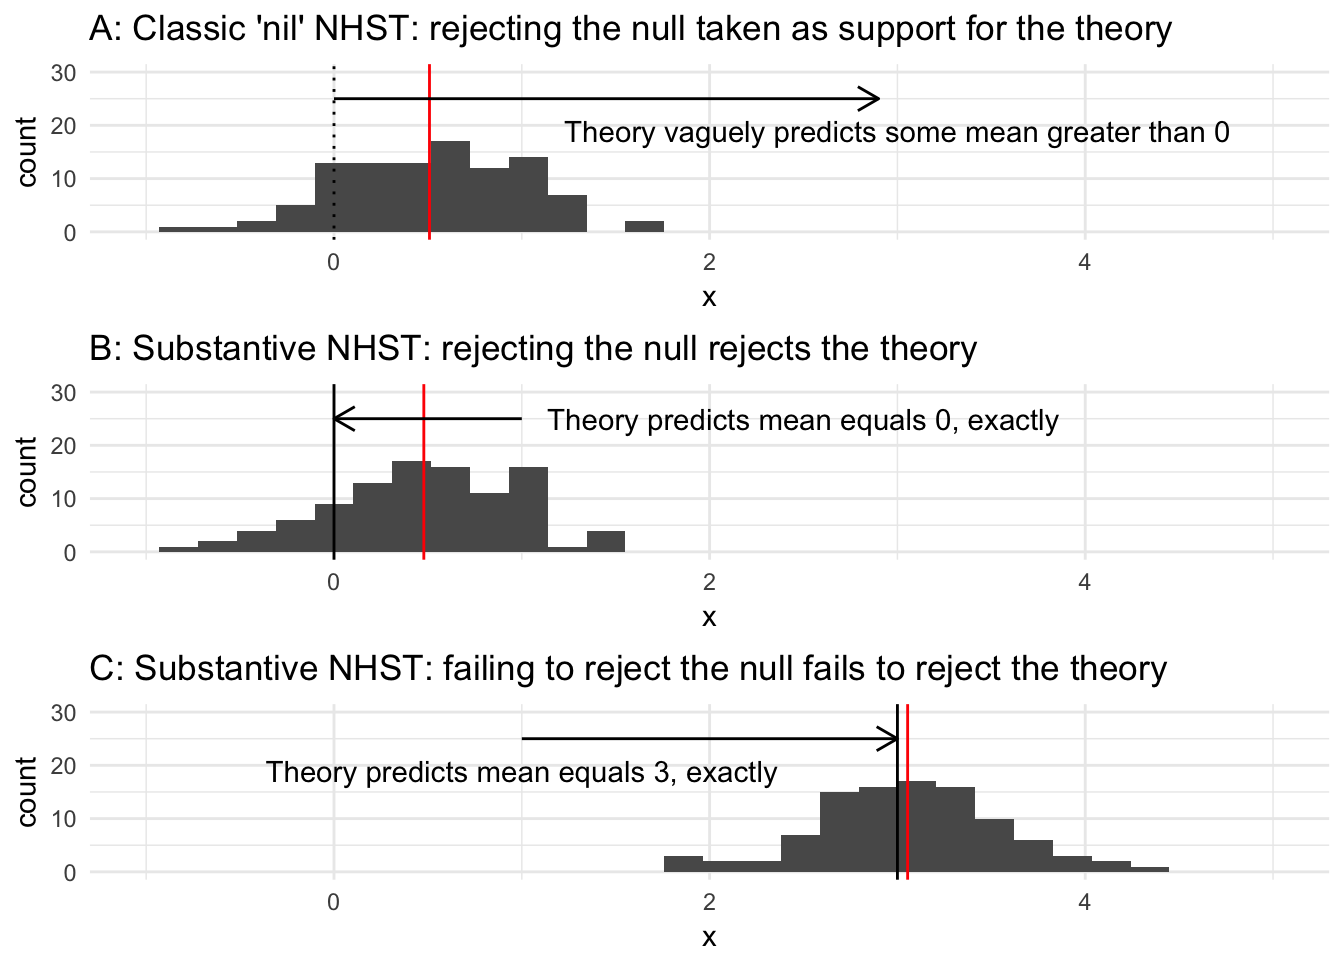 A: Classic 'nil' NHST: rejecting the null taken as support for the theory
30
20
10
0
count
Theory vaguely predicts some mean greater than 0
0 2 4
x
B: Substantive NHST: rejecting the null rejects the theory
30
20
10
0
count
Theory predicts mean equals 0, exactly
0 2 4
x
C: Substantive NHST: failing to reject the null fails to reject the theory
30
20
10
0
count
Theory predicts mean equals 3, exactly
0 2 4
x